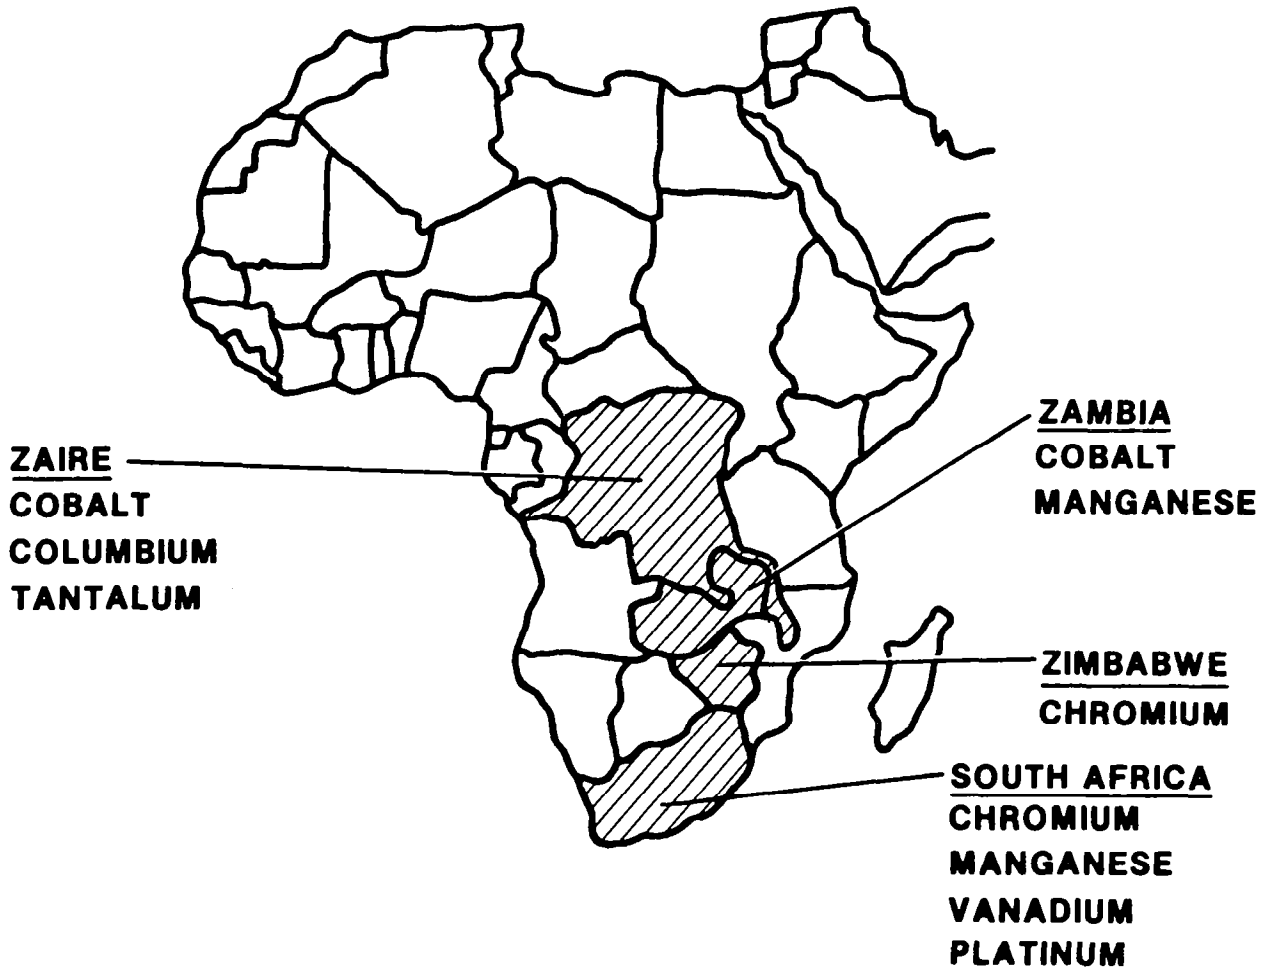 ZAIRE
COBALT
COLUMBIUM
TANTALUM
ZAMBIA
COBALT
MANGANESE
ZIMBABWE
CHROMIUM
SOUTH AFRICA
CHROMIUM
MANGANESE
VANADIUM
PLATINUM